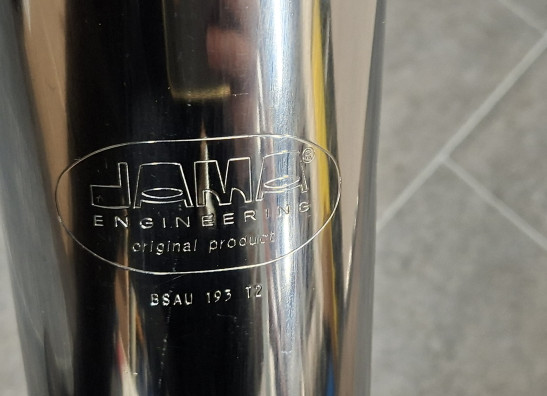 JAMA®
ENGINEERING
original product
BSAU 193 T2